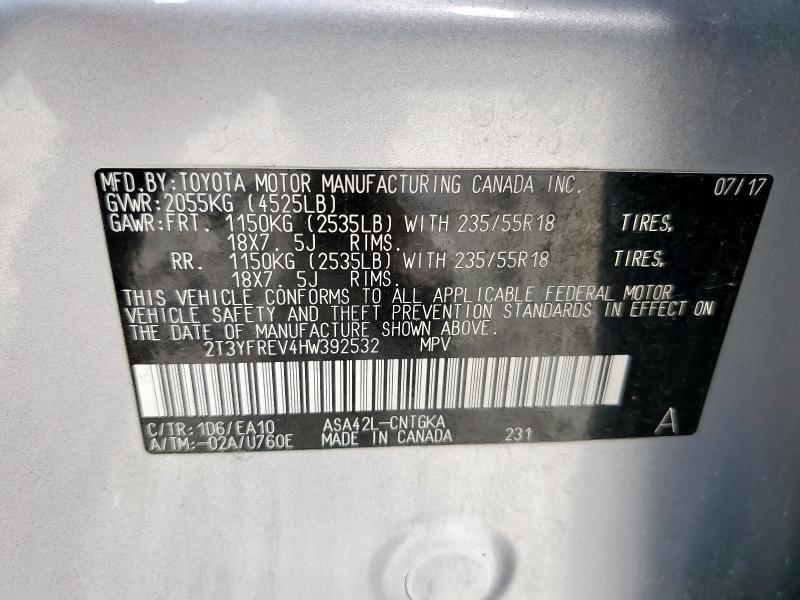 MFD.BY:TOYOTA MOTOR MANUFACTURING CANADA INC. 07/17
GVWR:2055KG (4525LB)
GAWR:FRT. 1150KG (2535LB) WITH 235/55R18 TIRES,
18X7. 5J RIMS.
RR. 1150KG (2535LB) WITH 235/55R18 TIRES,
18X7. 5J RIMS.
THIS VEHICLE CONFORMS TO ALL APPLICABLE FEDERAL MOTOR
VEHICLE SAFETY AND THEFT PREVENTION STANDARDS IN EFFECT ON
THE DATE OF MANUFACTURE SHOWN ABOVE.
2T3YFREV4HW392532 MPV
C/TR:1D6/EA10 ASA42L-CNTGKA A
A/TM:-02A/U760E MADE IN CANADA 231